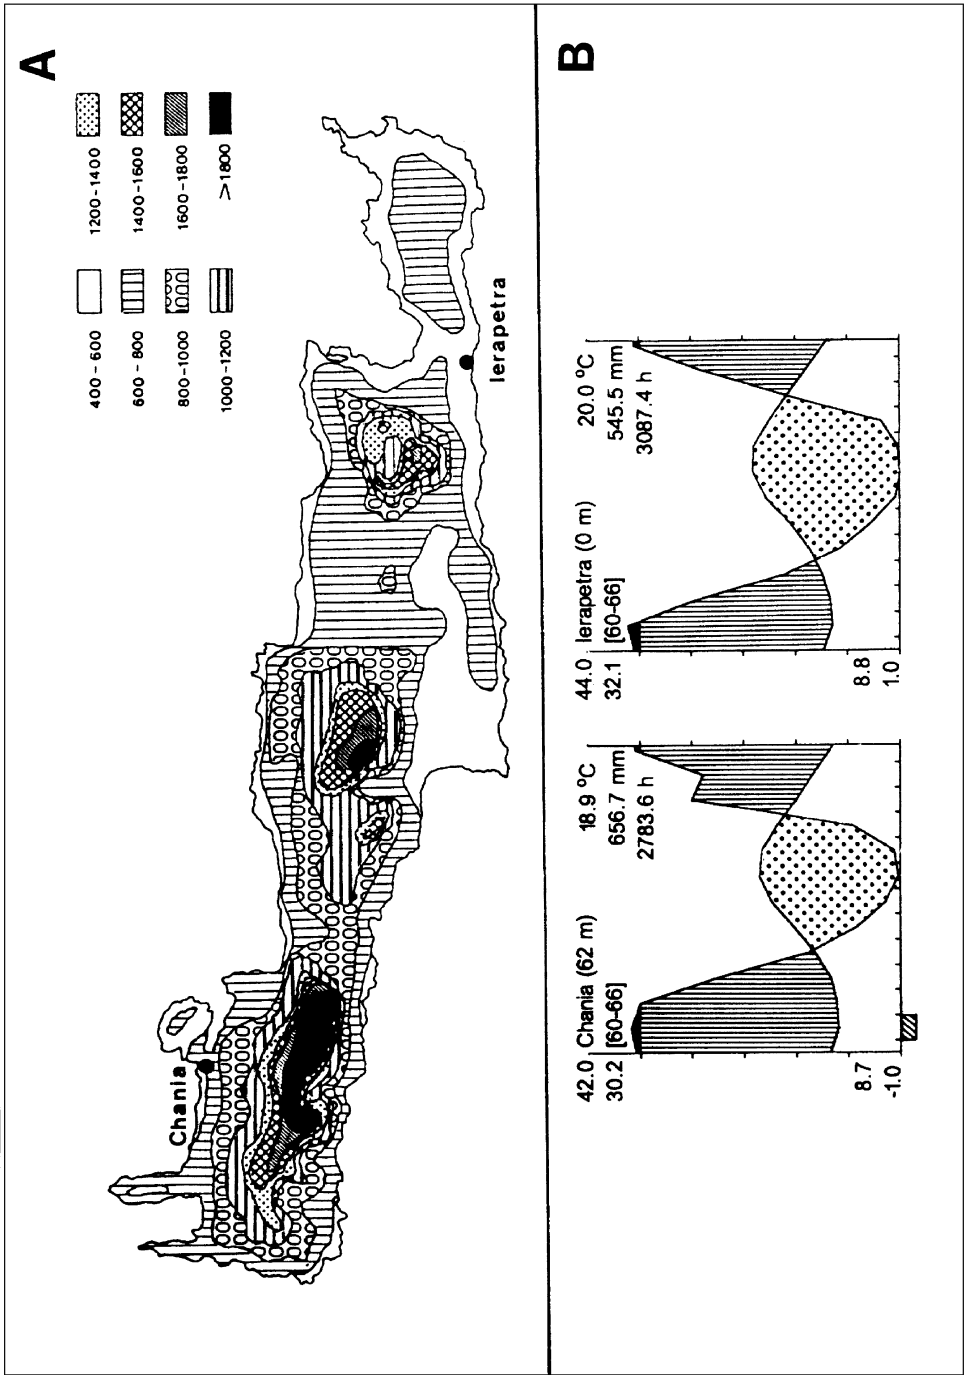 A
400-600
600-800
800-1000
1000-1200
1200-1400
1400-1600
1600-1800
>1800
Chania
Ierapetra
B
42.0 Chania (62 m) 18.9 °C
30.2 [60-66] 656.7 mm
2783.6 h
8.7
-1.0
44.0 Ierapetra (0 m) 20.0 °C
32.1 [60-66] 545.5 mm
3087.4 h
8.8
1.0